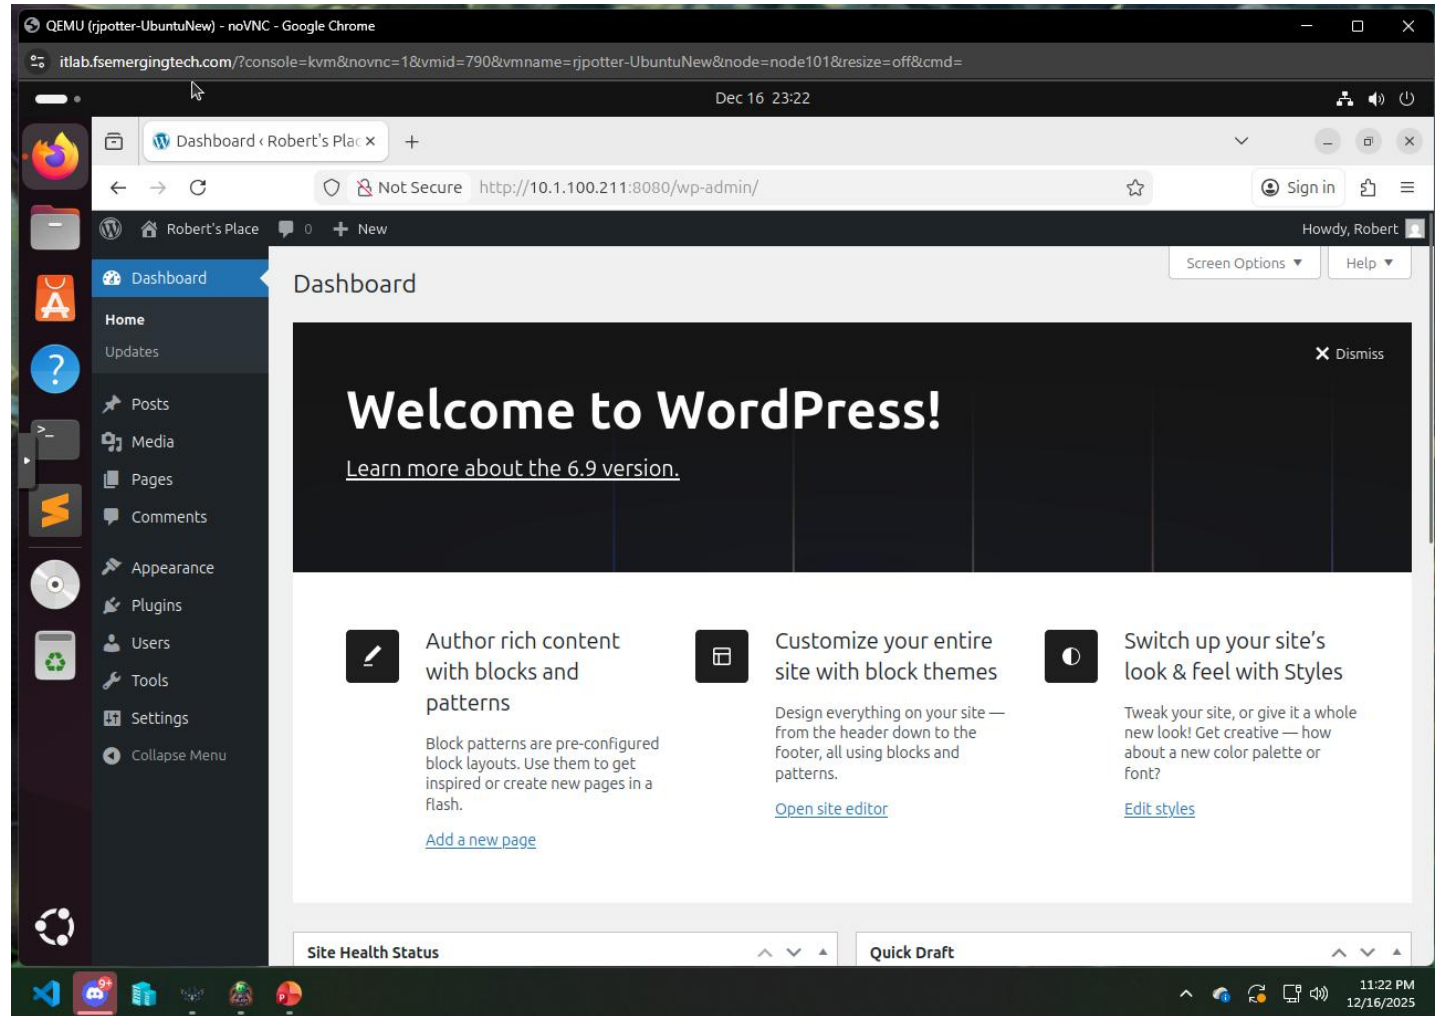 QEMU (rjpotter-UbuntuNew) - noVNC - Google Chrome
itlab.fsemergingtech.com/?console=kvm&novnc=1&vmid=790&vmname=rjpotter-UbuntuNew&node=node101&resize=off&cmd=
Dec 16 23:22
Dashboard ‹ Robert's Plac
Not Secure http://10.1.100.211:8080/wp-admin/
Sign in
Robert's Place 0 New
Howdy, Robert
Dashboard
Home
Updates
Posts
Media
Pages
Comments
Appearance
Plugins
Users
Tools
Settings
Collapse Menu
Screen Options ▼
Help ▼
Dashboard
Dismiss
Welcome to WordPress!
Learn more about the 6.9 version.
Author rich content
with blocks and
patterns
Block patterns are pre-configured
block layouts. Use them to get
inspired or create new pages in a
flash.
Add a new page
Customize your entire
site with block themes
Design everything on your site —
from the header down to the
footer, all using blocks and
patterns.
Open site editor
Switch up your site's
look & feel with Styles
Tweak your site, or give it a whole
new look! Get creative — how
about a new color palette or
font?
Edit styles
Site Health Status
Quick Draft
9+
11:22 PM
12/16/2025